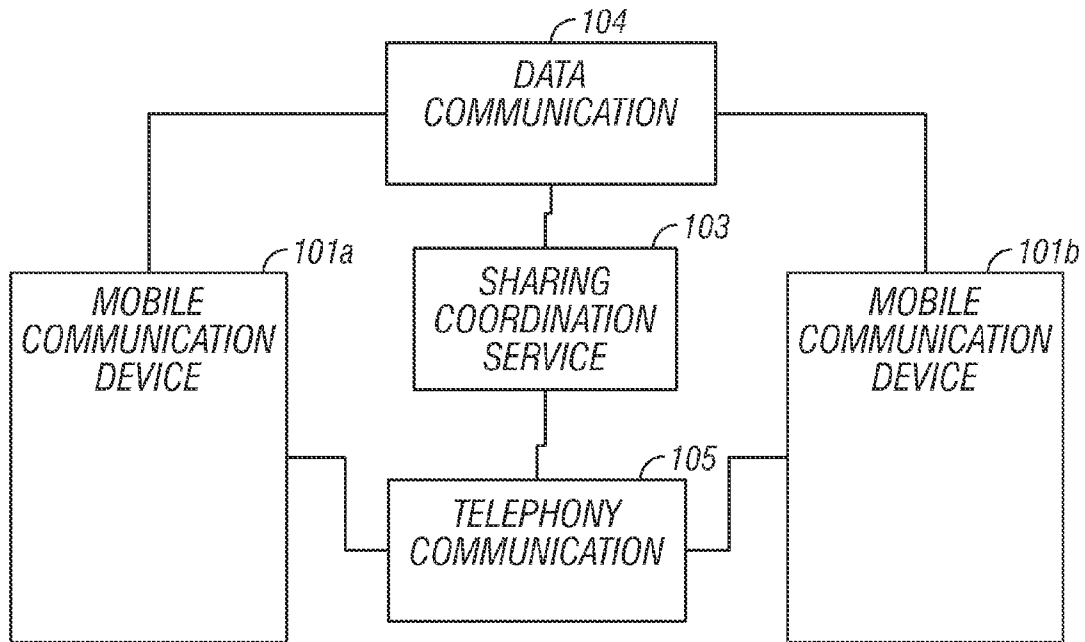 104
DATA
COMMUNICATION
103
SHARING
COORDINATION
SERVICE
101a
MOBILE
COMMUNICATION
DEVICE
101b
MOBILE
COMMUNICATION
DEVICE
105
TELEPHONY
COMMUNICATION